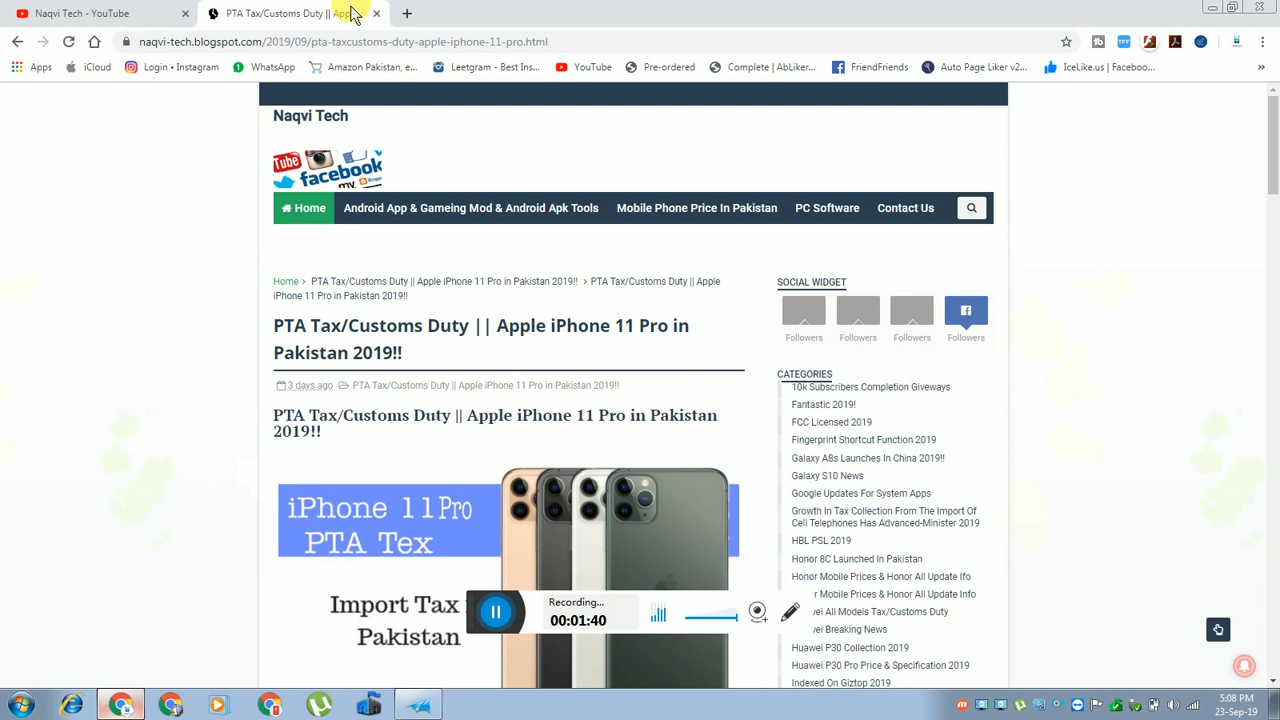 Naqvi Tech - YouTube
PTA Tax/Customs Duty || App
naqvi-tech.blogspot.com/2019/09/pta-taxcustoms-duty-apple-iphone-11-pro.html
Apps
iCloud
Login • Instagram
WhatsApp
Amazon Pakistan, e...
Leetgram - Best Ins...
YouTube
Pre-ordered
Complete | AbLiker...
FriendFriends
Auto Page Liker v2...
IceLike.us | Faceboo...
Naqvi Tech
Tube
facebook
my
Home
Android App & Gameing Mod & Android Apk Tools
Mobile Phone Price In Pakistan
PC Software
Contact Us
Home > PTA Tax/Customs Duty || Apple iPhone 11 Pro in Pakistan 2019!! > PTA Tax/Customs Duty || Apple
iPhone 11 Pro in Pakistan 2019!!
PTA Tax/Customs Duty || Apple iPhone 11 Pro in
Pakistan 2019!!
3 days ago PTA Tax/Customs Duty || Apple iPhone 11 Pro in Pakistan 2019!!
PTA Tax/Customs Duty || Apple iPhone 11 Pro in Pakistan
2019!!
iPhone 11 Pro
PTA Tex
Import Tax
Pakistan
SOCIAL WIDGET
Followers
Followers
Followers
Followers
CATEGORIES
10k Subscribers Completion Giveways
Fantastic 2019!
FCC Licensed 2019
Fingerprint Shortcut Function 2019
Galaxy A8s Launches In China 2019!!
Galaxy S10 News
Google Updates For System Apps
Growth In Tax Collection From The Import Of
Cell Telephones Has Advanced-Minister 2019
HBL PSL 2019
Honor 8C Launched In Pakistan
Honor Mobile Prices & Honor All Update Ifo
r Mobile Prices & Honor All Update Info
wei All Models Tax/Customs Duty
wei Breaking News
Huawei P30 Collection 2019
Huawei P30 Pro Price & Specification 2019
Indexed On Giztop 2019
Recording...
00:01:40
5:08 PM
23-Sep-19